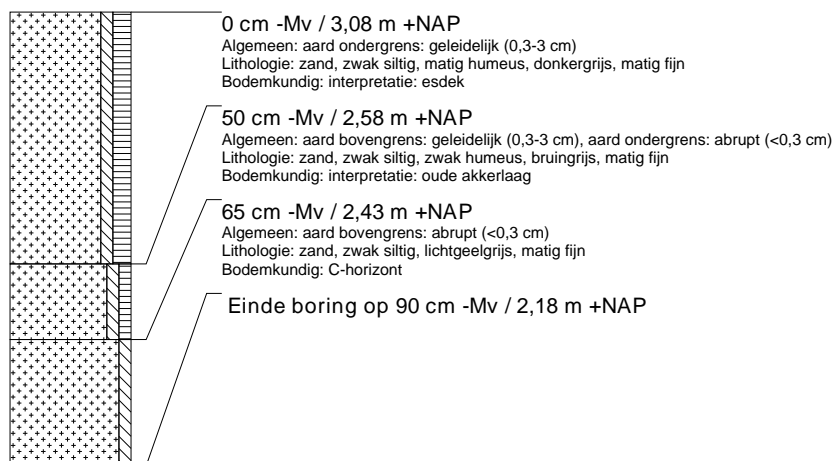 0 cm -Mv / 3,08 m +NAP
Algemeen: aard ondergrens: geleidelijk (0,3-3 cm)
Lithologie: zand, zwak siltig, matig humeus, donkergrijs, matig fijn
Bodemkundig: interpretatie: esdek
50 cm -Mv / 2,58 m +NAP
Algemeen: aard bovengrens: geleidelijk (0,3-3 cm), aard ondergrens: abrupt (<0,3 cm)
Lithologie: zand, zwak siltig, zwak humeus, bruingrijs, matig fijn
Bodemkundig: interpretatie: oude akkerlaag
65 cm -Mv / 2,43 m +NAP
Algemeen: aard bovengrens: abrupt (<0,3 cm)
Lithologie: zand, zwak siltig, lichtgeelgrijs, matig fijn
Bodemkundig: C-horizont
Einde boring op 90 cm -Mv / 2,18 m +NAP